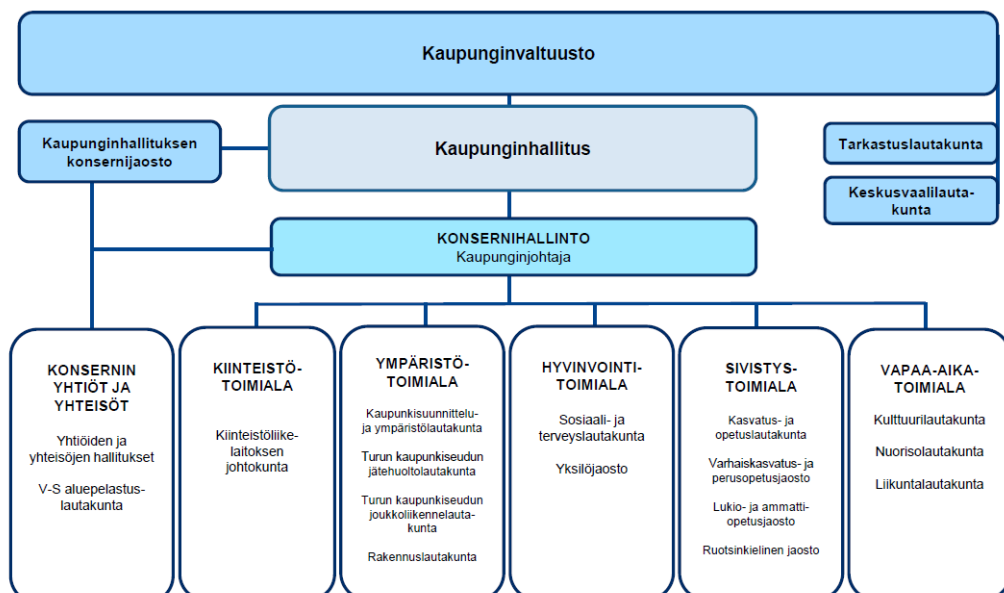 Kaupunginvaltuusto
Kaupunginhallituksen
konsernijaosto
Kaupunginhallitus
Tarkastuslautakunta
Keskusvaalilauta-
kunta
KONSERNIHALLINTO
Kaupunginjohtaja
KONSERNIN
YHTIÖT JA
YHTEISÖT
Yhtiöiden ja
yhteisöjen hallitukset
V-S aluepelastus-
lautakunta
KIINTEISTÖ-
TOIMIALA
Kiinteistöliike-
laitoksen
johtokunta
YMPÄRISTÖ-
TOIMIALA
Kaupunkisuunnittelu-
ja ympäristölautakunta
Turun kaupunkiseudun
jätehuoltolautakunta
Turun kaupunkiseudun
joukkoliikennelauta-
kunta
Rakennuslautakunta
HYVINVOINTI-
TOIMIALA
Sosiaali- ja
terveyslautakunta
Yksilöjaosto
SIVISTYS-
TOIMIALA
Kasvatus- ja
opetuslautakunta
Varhaiskasvatus- ja
perusopetusjaosto
Lukio- ja ammatti-
opetusjaosto
Ruotsinkielinen jaosto
VAPAA-AIKA-
TOIMIALA
Kulttuurilautakunta
Nuorisolautakunta
Liikuntalautakunta